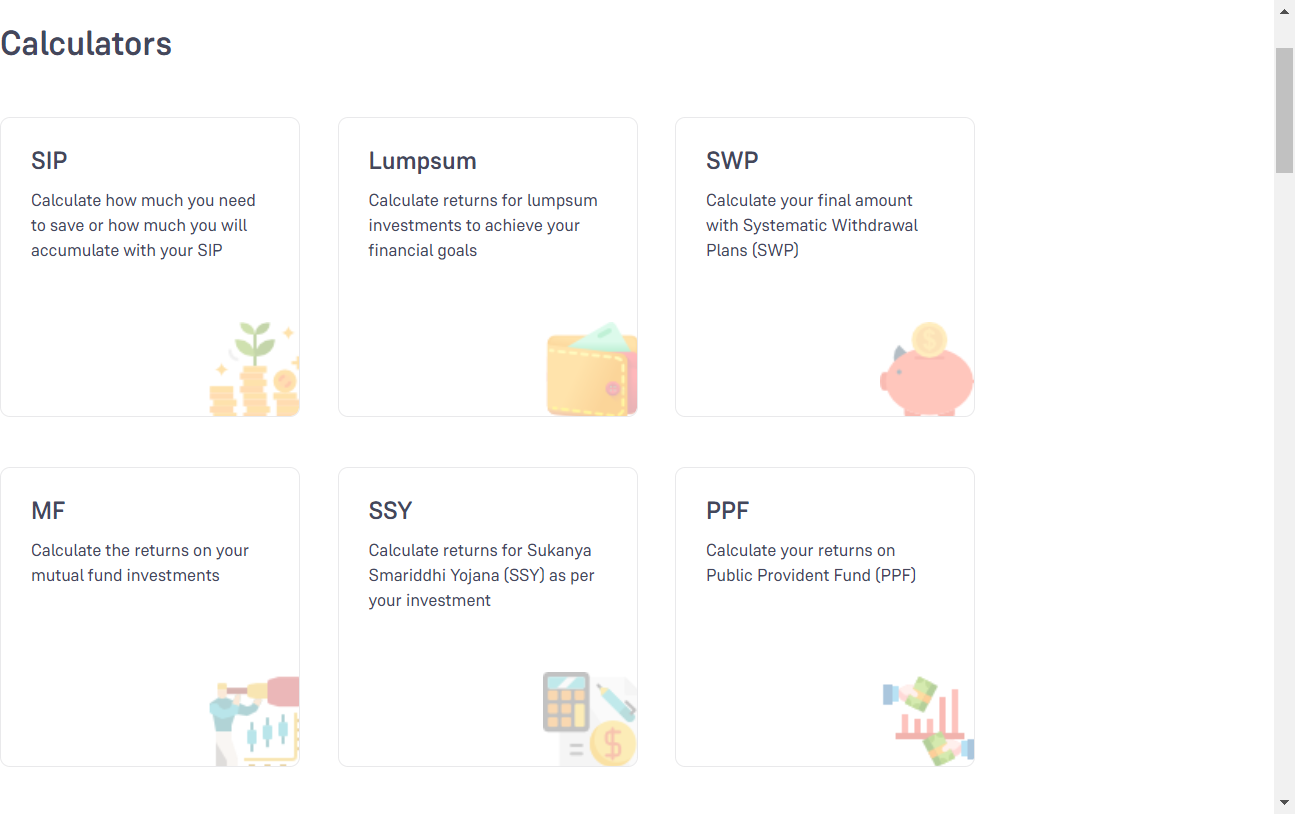 Calculators
SIP
Calculate how much you need
to save or how much you will
accumulate with your SIP
Lumpsum
Calculate returns for lumpsum
investments to achieve your
financial goals
SWP
Calculate your final amount
with Systematic Withdrawal
Plans (SWP)
MF
Calculate the returns on your
mutual fund investments
SSY
Calculate returns for Sukanya
Smariddhi Yojana (SSY) as per
your investment
PPF
Calculate your returns on
Public Provident Fund (PPF)